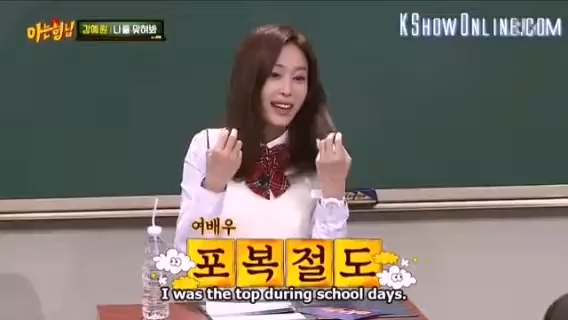 아는형님
김예원
나를 맞혀봐
KShowOnline.com
여배우
포복절도
I was the top during school days.